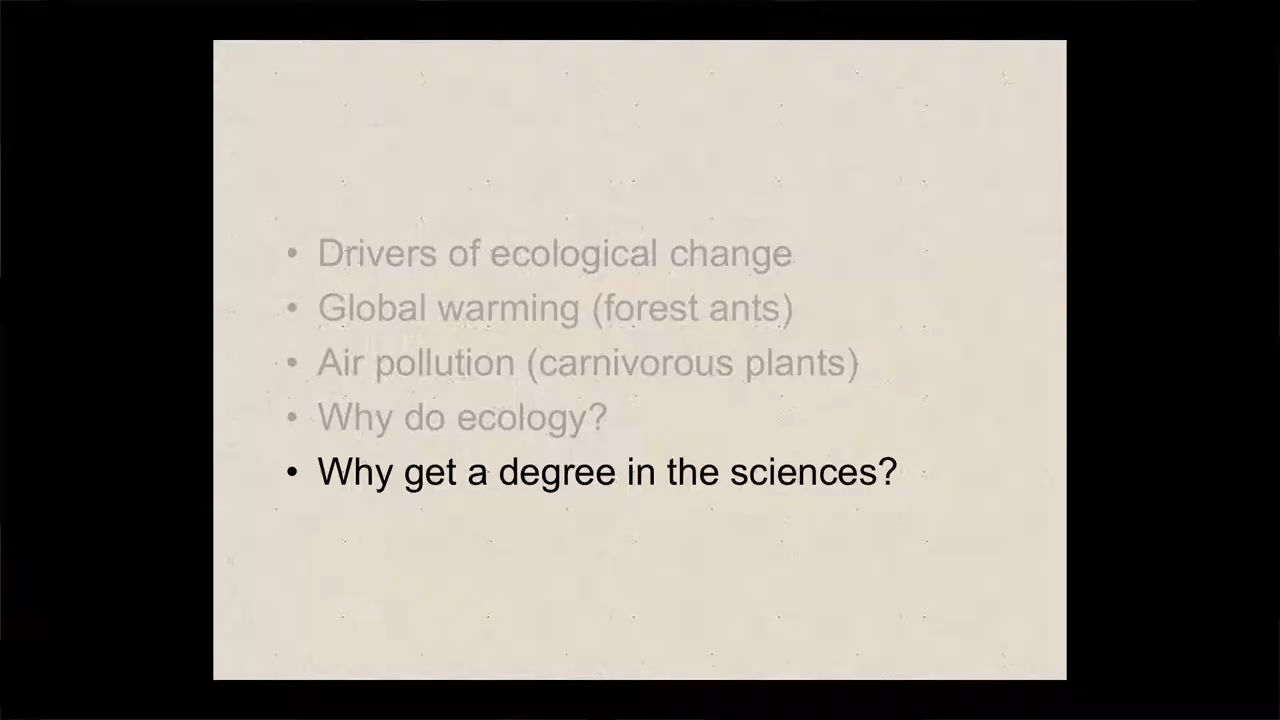 • Drivers of ecological change
• Global warming (forest ants)
• Air pollution (carnivorous plants)
• Why do ecology?
• Why get a degree in the sciences?